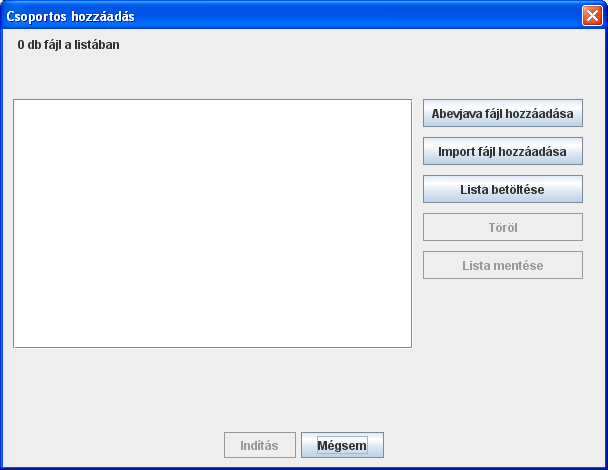 Csoportos hozzáadás
0 db fájl a listában
Abevjava fájl hozzáadása
Import fájl hozzáadása
Lista betöltése
Töröl
Lista mentése
Indítás
Mégsem